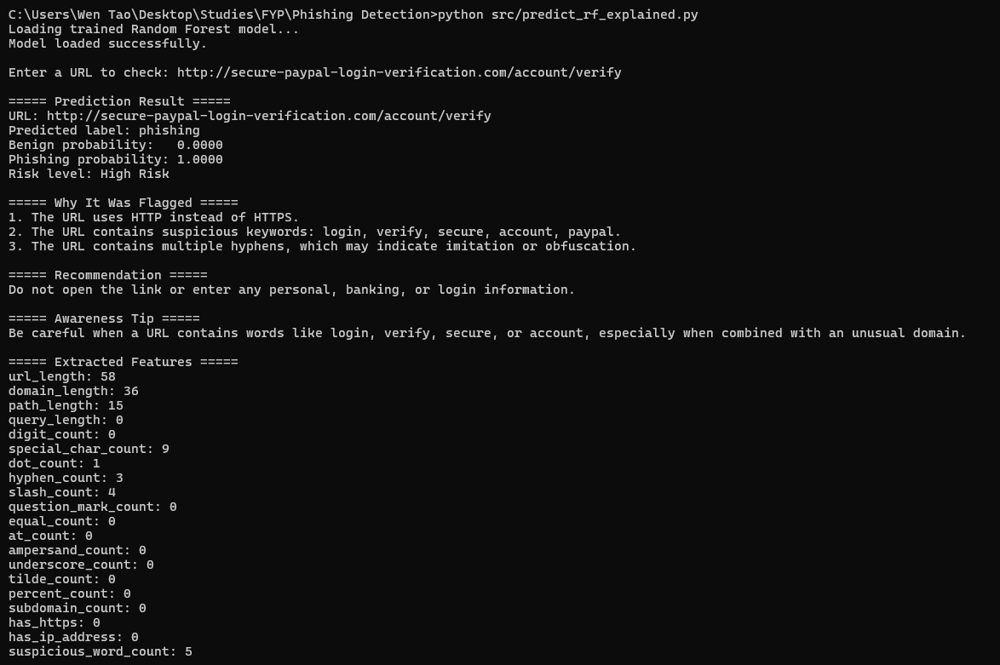 C:\Users\Wen Tao\Desktop\Studies\FYP\Phishing Detection>python src/predict_rf_explained.py
Loading trained Random Forest model...
Model loaded successfully.
Enter a URL to check: http://secure-paypal-login-verification.com/account/verify
===== Prediction Result =====
URL: http://secure-paypal-login-verification.com/account/verify
Predicted label: phishing
Benign probability:   0.0000
Phishing probability: 1.0000
Risk level: High Risk
===== Why It Was Flagged =====
1. The URL uses HTTP instead of HTTPS.
2. The URL contains suspicious keywords: login, verify, secure, account, paypal.
3. The URL contains multiple hyphens, which may indicate imitation or obfuscation.
===== Recommendation =====
Do not open the link or enter any personal, banking, or login information.
===== Awareness Tip =====
Be careful when a URL contains words like login, verify, secure, or account, especially when combined with an unusual domain.
===== Extracted Features =====
url_length: 58
domain_length: 36
path_length: 15
query_length: 0
digit_count: 0
special_char_count: 9
dot_count: 1
hyphen_count: 3
slash_count: 4
question_mark_count: 0
equal_count: 0
at_count: 0
ampersand_count: 0
underscore_count: 0
tilde_count: 0
percent_count: 0
subdomain_count: 0
has_https: 0
has_ip_address: 0
suspicious_word_count: 5